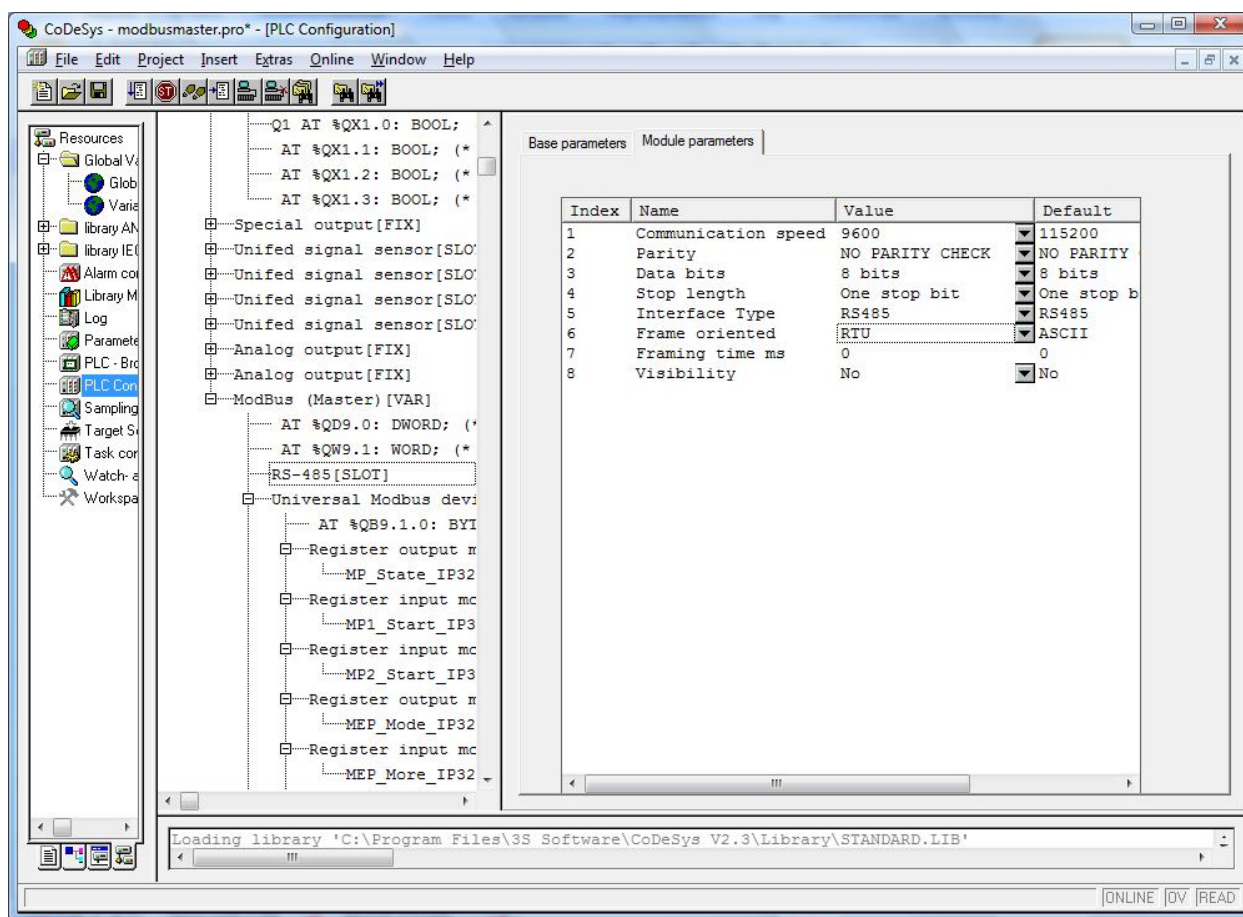 CoDeSys - modbusmaster.pro* - [PLC Configuration]
File Edit Project Insert Extras Online Window Help
Resources
Global Va
Glob
Varia
library AN
library IE
Alarm co
Library M
Log
Paramete
PLC - Bro
PLC Con
Sampling
Target S
Task con
Watch- a
Workspa
Q1 AT %QX1.0: BOOL;
AT %QX1.1: BOOL; (*
AT %QX1.2: BOOL; (*
AT %QX1.3: BOOL; (*
Special output[FIX]
Unifed signal sensor[SLO
Unifed signal sensor[SLO
Unifed signal sensor[SLO
Unifed signal sensor[SLO
Analog output[FIX]
Analog output[FIX]
ModBus (Master)[VAR]
AT %QD9.0: DWORD; (*
AT %QW9.1: WORD; (*
RS-485[SLOT]
Universal Modbus devi
AT %QB9.1.0: BYT
Register output m
MP_State_IP32
Register input mo
MP1_Start_IP3
Register input mo
MP2_Start_IP3
Register output m
MEP_Mode_IP32
Register input mo
MEP_More_IP32
Base parameters Module parameters
Index Name Value Default
1 Communication speed 9600 115200
2 Parity NO PARITY CHECK NO PARITY
3 Data bits 8 bits 8 bits
4 Stop length One stop bit One stop b
5 Interface Type RS485 RS485
6 Frame oriented RTU ASCII
7 Framing time ms 0 0
8 Visibility No No
Loading library 'C:\Program Files\3S Software\CoDeSys V2.3\Library\STANDARD.LIB'
ONLINE OV READ